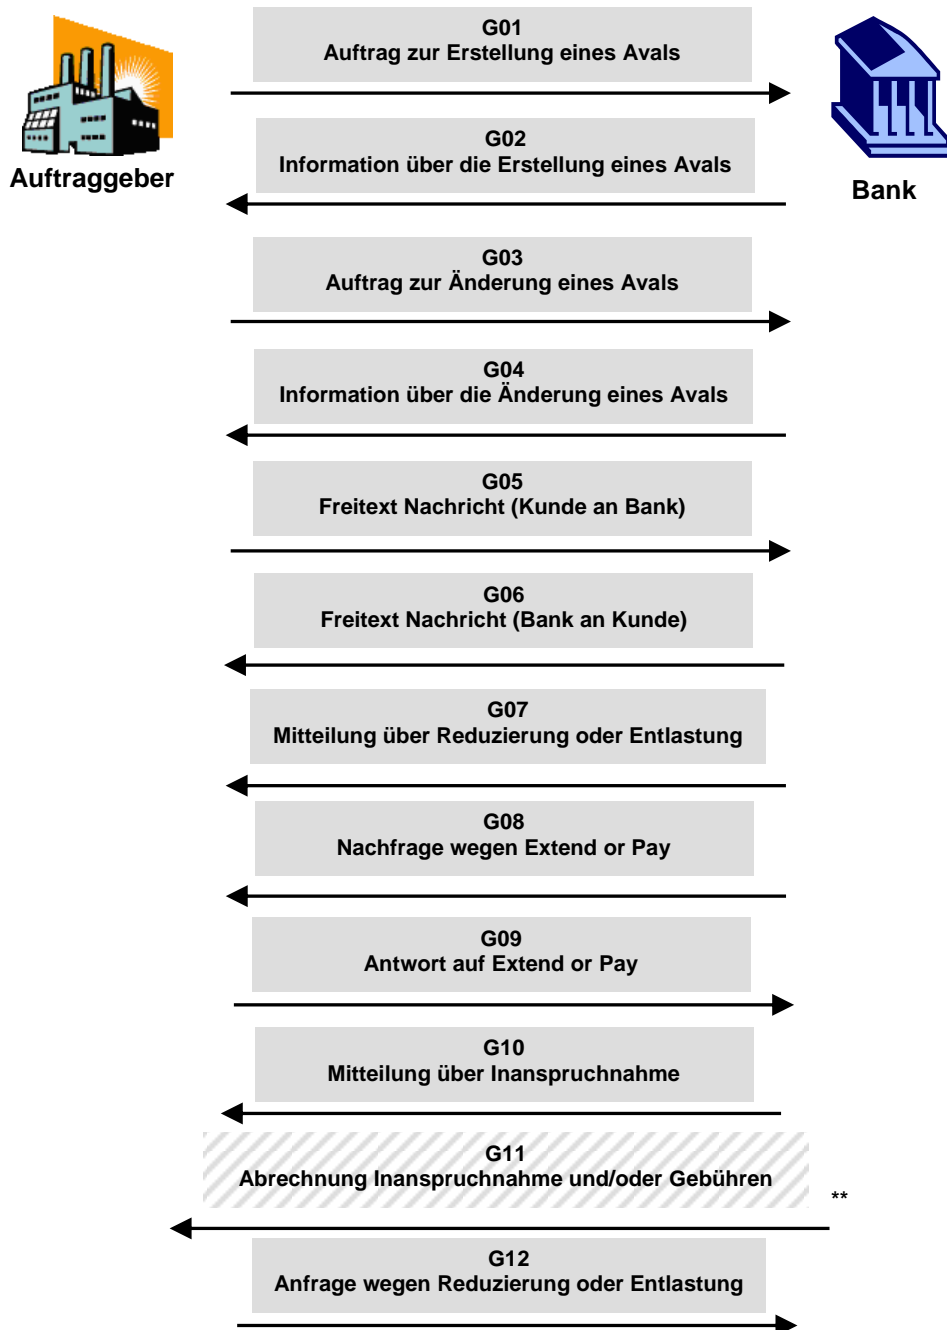 G01
Auftrag zur Erstellung eines Avals
Auftraggeber
Bank
G02
Information über die Erstellung eines Avals
G03
Auftrag zur Änderung eines Avals
G04
Information über die Änderung eines Avals
G05
Freitext Nachricht (Kunde an Bank)
G06
Freitext Nachricht (Bank an Kunde)
G07
Mitteilung über Reduzierung oder Entlastung
G08
Nachfrage wegen Extend or Pay
G09
Antwort auf Extend or Pay
G10
Mitteilung über Inanspruchnahme
G11
Abrechnung Inanspruchnahme und/oder Gebühren
**
G12
Anfrage wegen Reduzierung oder Entlastung